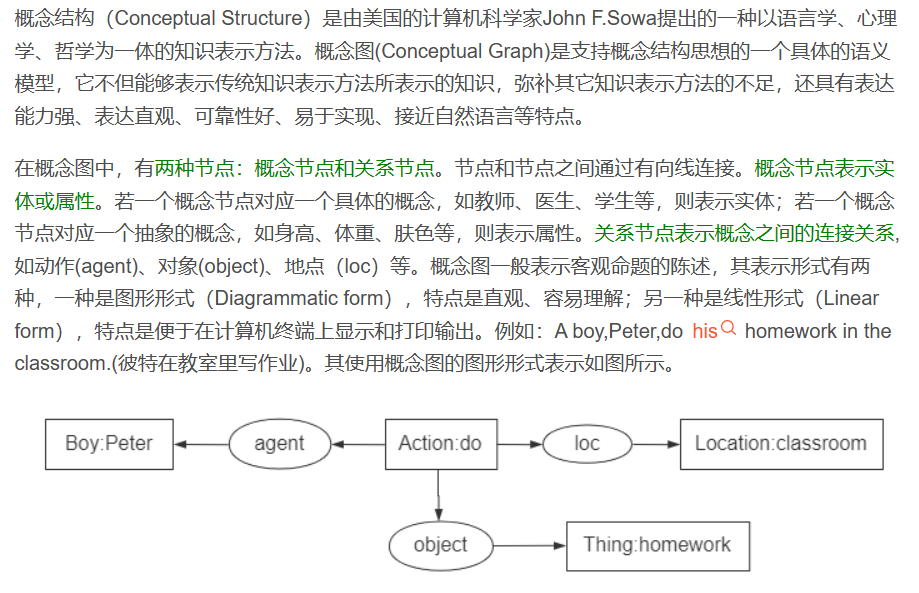 概念结构（Conceptual Structure）是由美国的计算机科学家John F.Sowa提出的一种以语言学、心理
学、哲学为一体的知识表示方法。概念图(Conceptual Graph)是支持概念结构思想的一个具体的语义
模型，它不但能够表示传统知识表示方法所表示的知识，弥补其它知识表示方法的不足，还具有表达
能力强、表达直观、可靠性好、易于实现、接近自然语言等特点。
在概念图中，有两种节点：概念节点和关系节点。节点和节点之间通过有向线连接。概念节点表示实
体或属性。若一个概念节点对应一个具体的概念，如教师、医生、学生等，则表示实体；若一个概念
节点对应一个抽象的概念，如身高、体重、肤色等，则表示属性。关系节点表示概念之间的连接关系,
如动作(agent)、对象(object)、地点（loc）等。概念图一般表示客观命题的陈述，其表示形式有两
种，一种是图形形式（Diagrammatic form），特点是直观、容易理解；另一种是线性形式（Linear
form），特点是便于在计算机终端上显示和打印输出。例如：A boy,Peter,do his homework in the
classroom.(彼特在教室里写作业)。其使用概念图的图形形式表示如图所示。
Boy:Peter agent Action:do loc Location:classroom
object Thing:homework